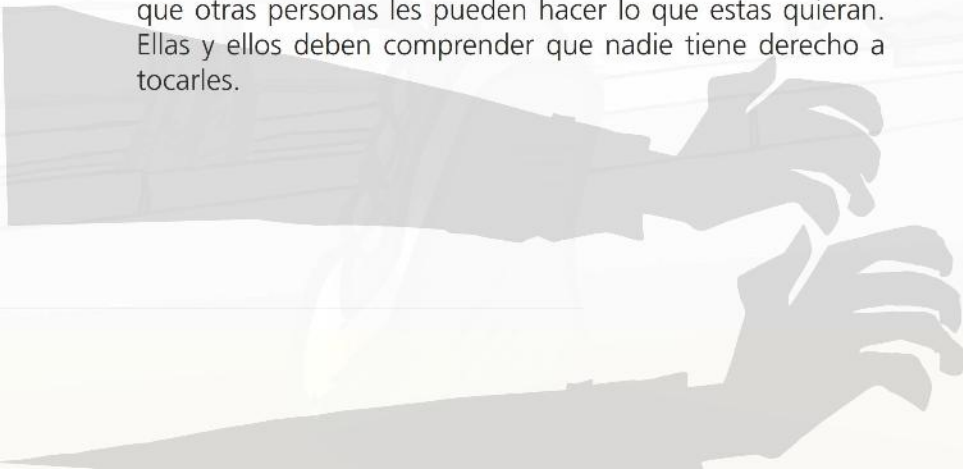 que otras personas les pueden hacer lo que estas quieran.
Ellas y ellos deben comprender que nadie tiene derecho a
tocarles.